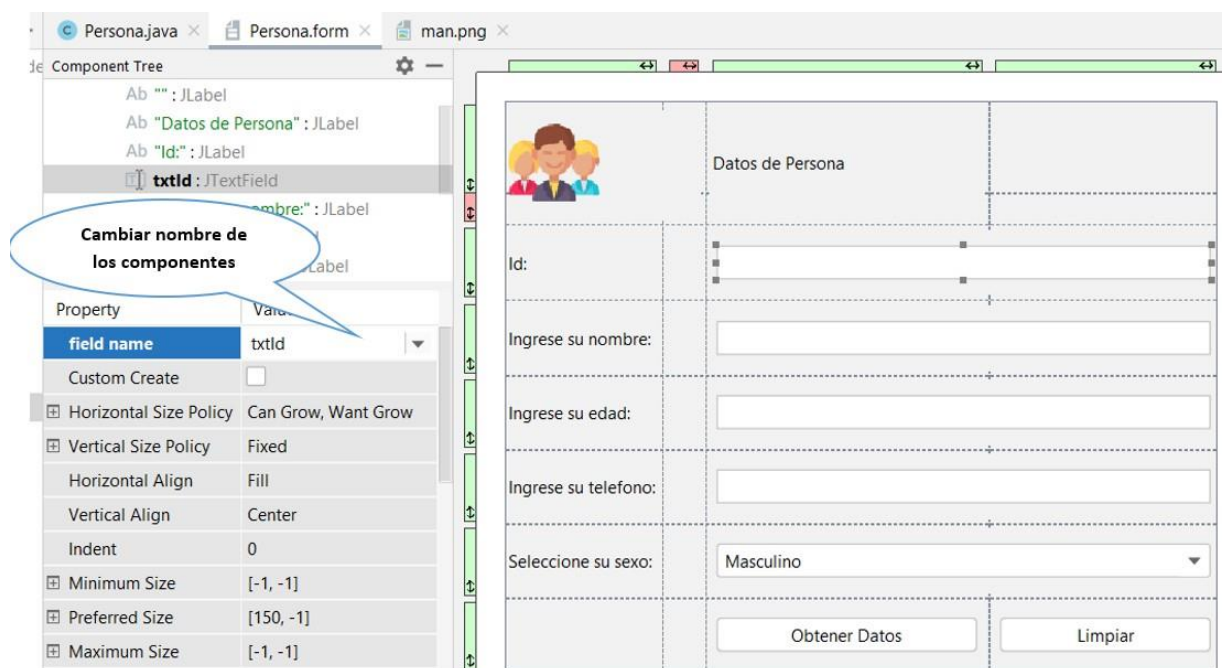 Persona.java
Persona.form
man.png
Component Tree
Ab "" : JLabel
Ab "Datos de Persona" : JLabel
Ab "Id:" : JLabel
txtId : JTextField
nombre:" : JLabel
JLabel
Cambiar nombre de
los componentes
Property
field name txtId
Custom Create
Horizontal Size Policy Can Grow, Want Grow
Vertical Size Policy Fixed
Horizontal Align Fill
Vertical Align Center
Indent 0
Minimum Size [-1, -1]
Preferred Size [150, -1]
Maximum Size [-1, -1]
Datos de Persona
Id:
Ingrese su nombre:
Ingrese su edad:
Ingrese su telefono:
Seleccione su sexo: Masculino
Obtener Datos Limpiar